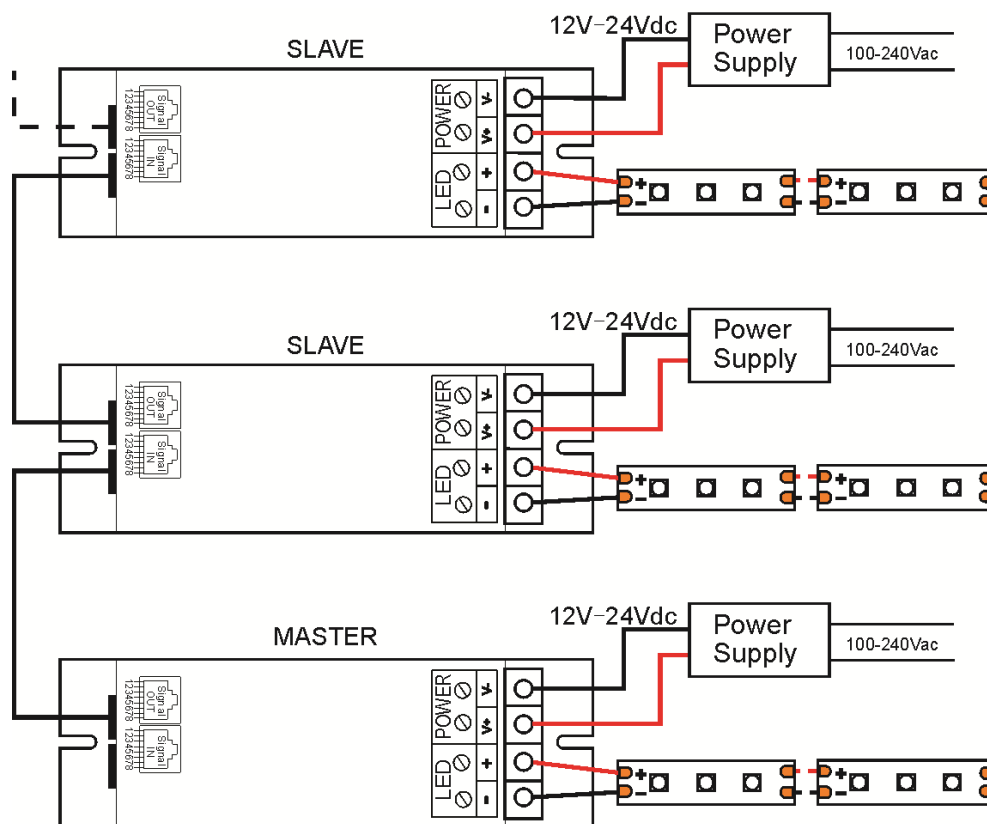 12V-24Vdc
Power
Supply
100-240Vac
SLAVE
12345678
Signal
OUT
12345678
Signal
IN
POWER
V-
V+
LED
+
-
+
-
+
-
12V-24Vdc
Power
Supply
100-240Vac
SLAVE
12345678
Signal
OUT
12345678
Signal
IN
POWER
V-
V+
LED
+
-
+
-
+
-
12V-24Vdc
Power
Supply
100-240Vac
MASTER
12345678
Signal
OUT
12345678
Signal
IN
POWER
V-
V+
LED
+
-
+
-
+
-